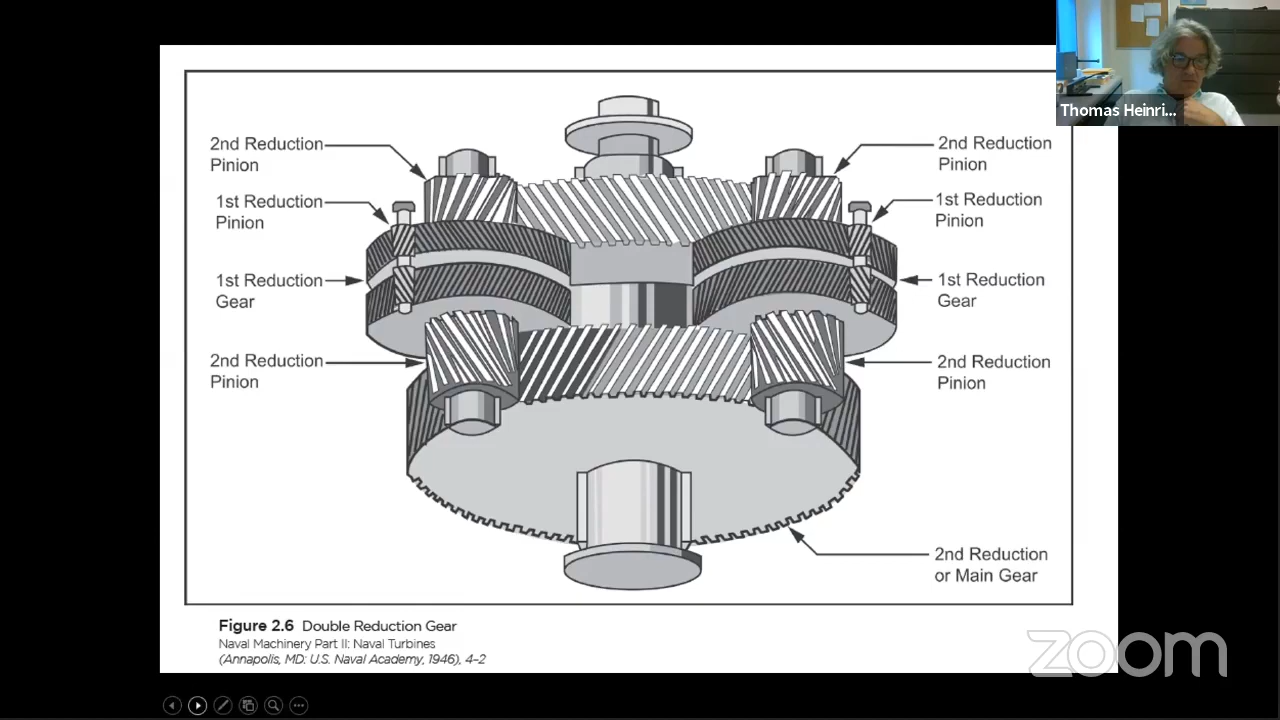 Thomas Heinri...
2nd Reduction
Pinion
2nd Reduction
Pinion
1st Reduction
Pinion
1st Reduction
Pinion
1st Reduction
Gear
1st Reduction
Gear
2nd Reduction
Pinion
2nd Reduction
Pinion
2nd Reduction
or Main Gear
Figure 2.6 Double Reduction Gear
Naval Machinery Part II: Naval Turbines
(Annapolis, MD: U.S. Naval Academy, 1946), 4–2
zoom